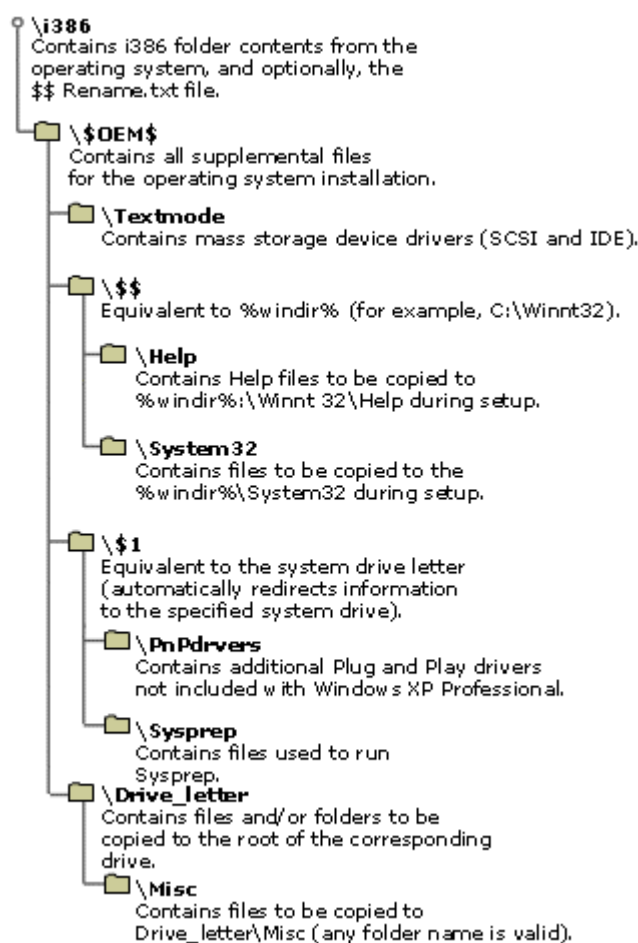 \i386
Contains i386 folder contents from the
operating system, and optionally, the
$$ Rename.txt file.
\$OEM$
Contains all supplemental files
for the operating system installation.
\Textmode
Contains mass storage device drivers (SCSI and IDE).
\$$
Equivalent to %windir% (for example, C:\Winnt32).
\Help
Contains Help files to be copied to
%windir%:\Winnt 32\Help during setup.
\System32
Contains files to be copied to the
%windir%\System32 during setup.
\$1
Equivalent to the system drive letter
(automatically redirects information
to the specified system drive).
\PnPdrvers
Contains additional Plug and Play drivers
not included with Windows XP Professional.
\Sysprep
Contains files used to run
Sysprep.
\Drive_letter
Contains files and/or folders to be
copied to the root of the corresponding
drive.
\Misc
Contains files to be copied to
Drive_letter\Misc (any folder name is valid).